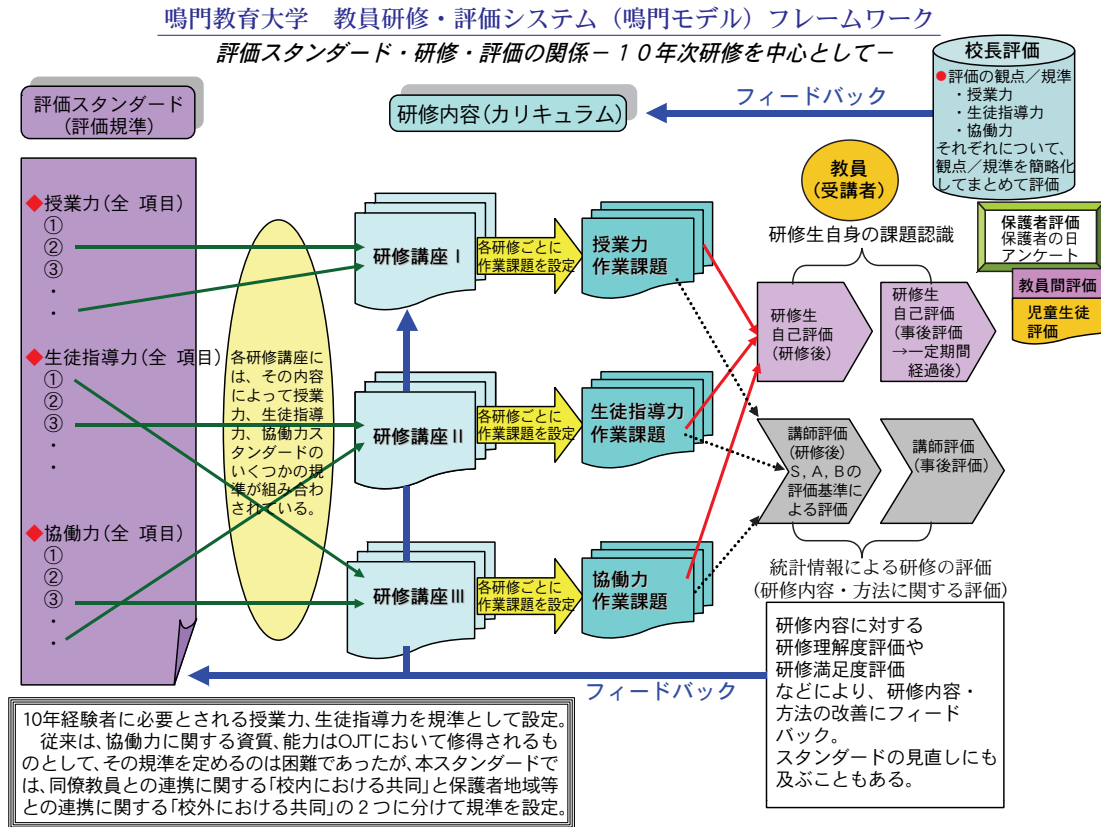 鳴門教育大学 教員研修・評価システム(鳴門モデル)フレームワーク
評価スタンダード・研修・評価の関係－１０年次研修を中心として－
校長評価
●評価の観点／規準
・授業力
・生徒指導力
・協働力
それぞれについて、
観点／規準を簡略化
してまとめて評価
フィードバック
評価スタンダード
(評価規準)
研修内容(カリキュラム)
教員
(受講者)
保護者評価
保護者の日
アンケート
教員間評価
児童生徒
評価
◆授業力(全 項目)
①
②
③
・
・
◆生徒指導力(全 項目)
①
②
③
・
・
◆協働力(全 項目)
①
②
③
・
・
各研修講座に
は、その内容
によって授業
力、生徒指導
力、協働力ス
タンダードの
いくつかの規
準が組み合わ
されている。
研修講座Ⅰ
各研修ごとに
作業課題を設定
授業力
作業課題
研修講座Ⅱ
各研修ごとに
作業課題を設定
生徒指導力
作業課題
研修講座Ⅲ
各研修ごとに
作業課題を設定
協働力
作業課題
研修生自身の課題認識
研修生
自己評価
(研修後)
研修生
自己評価
(事後評価
→一定期間
経過後)
講師評価
(研修後)
Ｓ，Ａ，Ｂの
評価基準に
よる評価
講師評価
(事後評価)
統計情報による研修の評価
(研修内容・方法に関する評価)
研修内容に対する
研修理解度評価や
研修満足度評価
などにより、研修内容・
方法の改善にフィード
バック。
スタンダードの見直しにも
及ぶこともある。
フィードバック
10年経験者に必要とされる授業力、生徒指導力を規準として設定。
従来は、協働力に関する資質、能力はOJTにおいて修得されるも
のとして、その規準を定めるのは困難であったが、本スタンダードで
は、同僚教員との連携に関する「校内における共同」と保護者地域等
との連携に関する「校外における共同」の２つに分けて規準を設定。